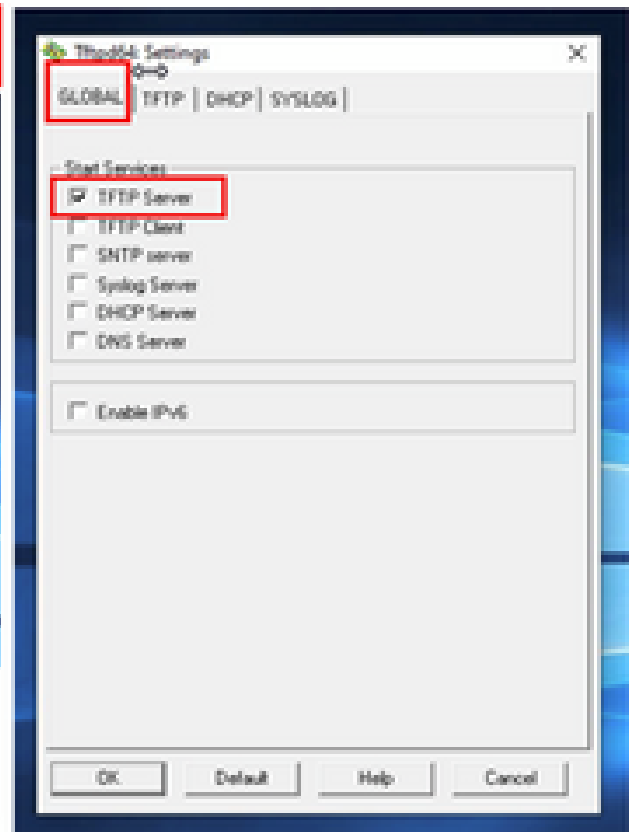 Tftpd64: Settings
GLOBAL TFTP DHCP SYSLOG
Start Services
TFTP Server
TFTP Client
SNTP server
Syslog Server
DHCP Server
DNS Server
Enable IPv6
OK Default Help Cancel